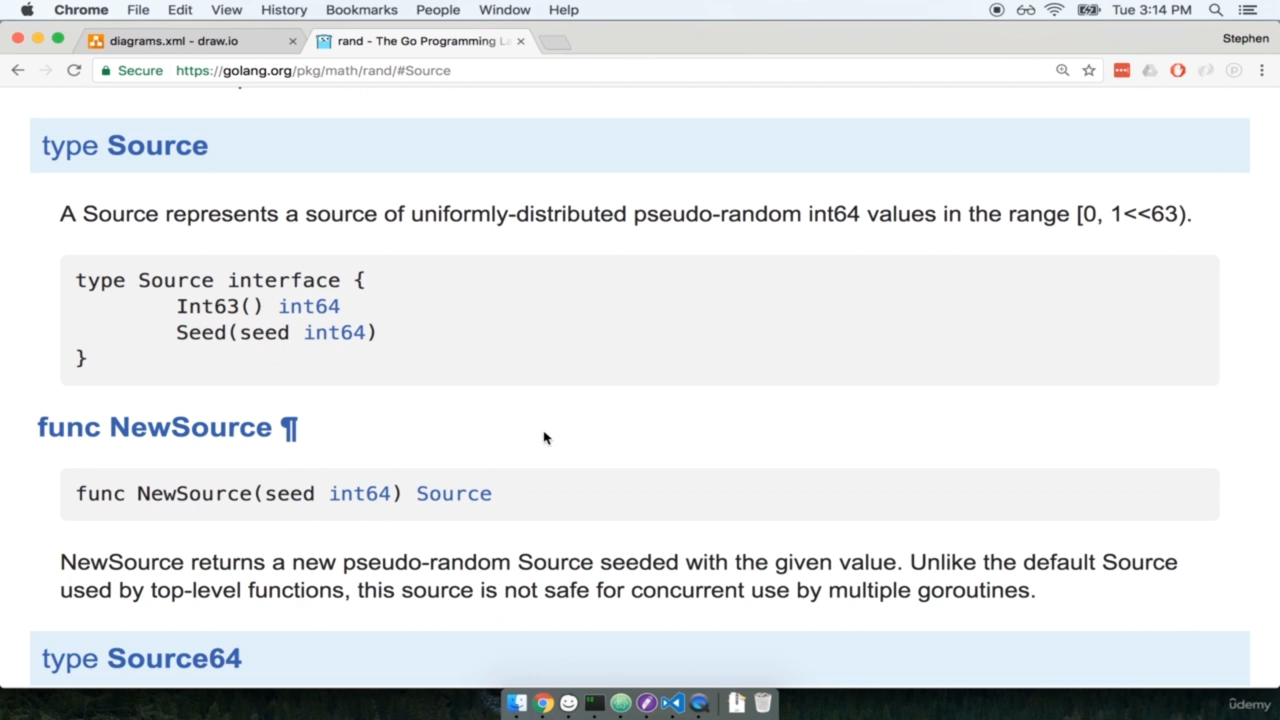 Chrome File Edit View History Bookmarks People Window Help Tue 3:14 PM
diagrams.xml - draw.io rand - The Go Programming La Stephen
Secure https://golang.org/pkg/math/rand/#Source
type Source
A Source represents a source of uniformly-distributed pseudo-random int64 values in the range [0, 1<<63).
type Source interface {
Int63() int64
Seed(seed int64)
}
func NewSource ¶
func NewSource(seed int64) Source
NewSource returns a new pseudo-random Source seeded with the given value. Unlike the default Source
used by top-level functions, this source is not safe for concurrent use by multiple goroutines.
type Source64
ûdemy